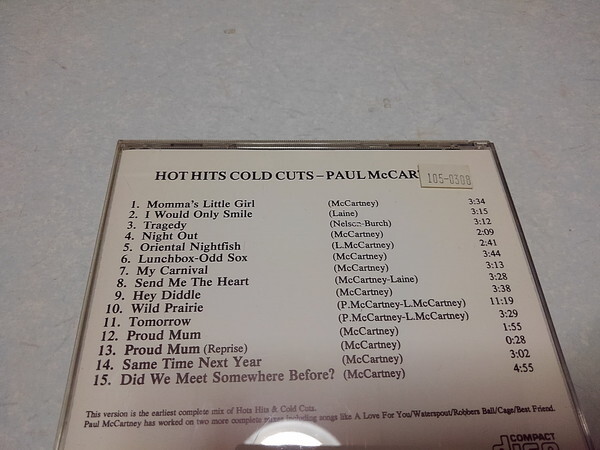 HOT HITS COLD CUTS – PAUL McCAR
105-0300
1. Momma's Little Girl (McCartney) 3:34
2. I Would Only Smile (Laine) 3:15
3. Tragedy (Nelson-Burch) 3:12
4. Night Out (McCartney) 2:09
5. Oriental Nightfish (L.McCartney) 2:41
6. Lunchbox-Odd Sox (McCartney) 3:44
7. My Carnival (McCartney) 3:13
8. Send Me The Heart (McCartney-Laine) 3:28
9. Hey Diddle (McCartney) 3:38
10. Wild Prairie (P.McCartney-L.McCartney) 11:19
11. Tomorrow (P.McCartney-L.McCartney) 3:29
12. Proud Mum (McCartney) 1:55
13. Proud Mum (Reprise) (McCartney) 0:28
14. Same Time Next Year (McCartney) 3:02
15. Did We Meet Somewhere Before? (McCartney) 4:55
This version is the earliest complete mix of Hots Hits & Cold Cuts.
Paul McCartney has worked on two more complete including songs like A Love For You/Waterspout/Robbers Ball/Cage/Best Friend.
COMPACT
disc